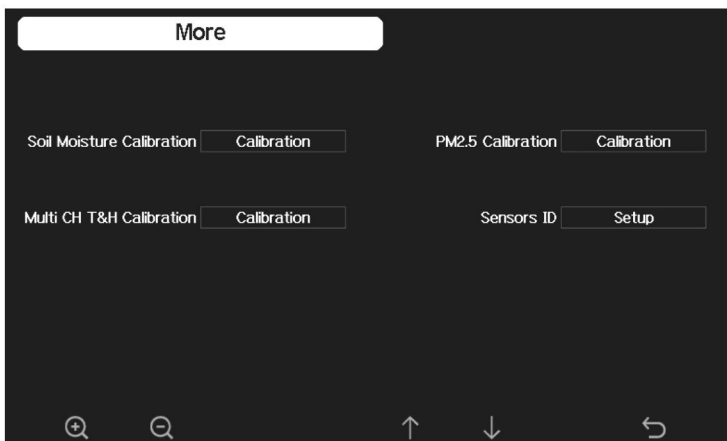 More
Soil Moisture Calibration Calibration PM2.5 Calibration Calibration
Multi CH T&H Calibration Calibration Sensors ID Setup